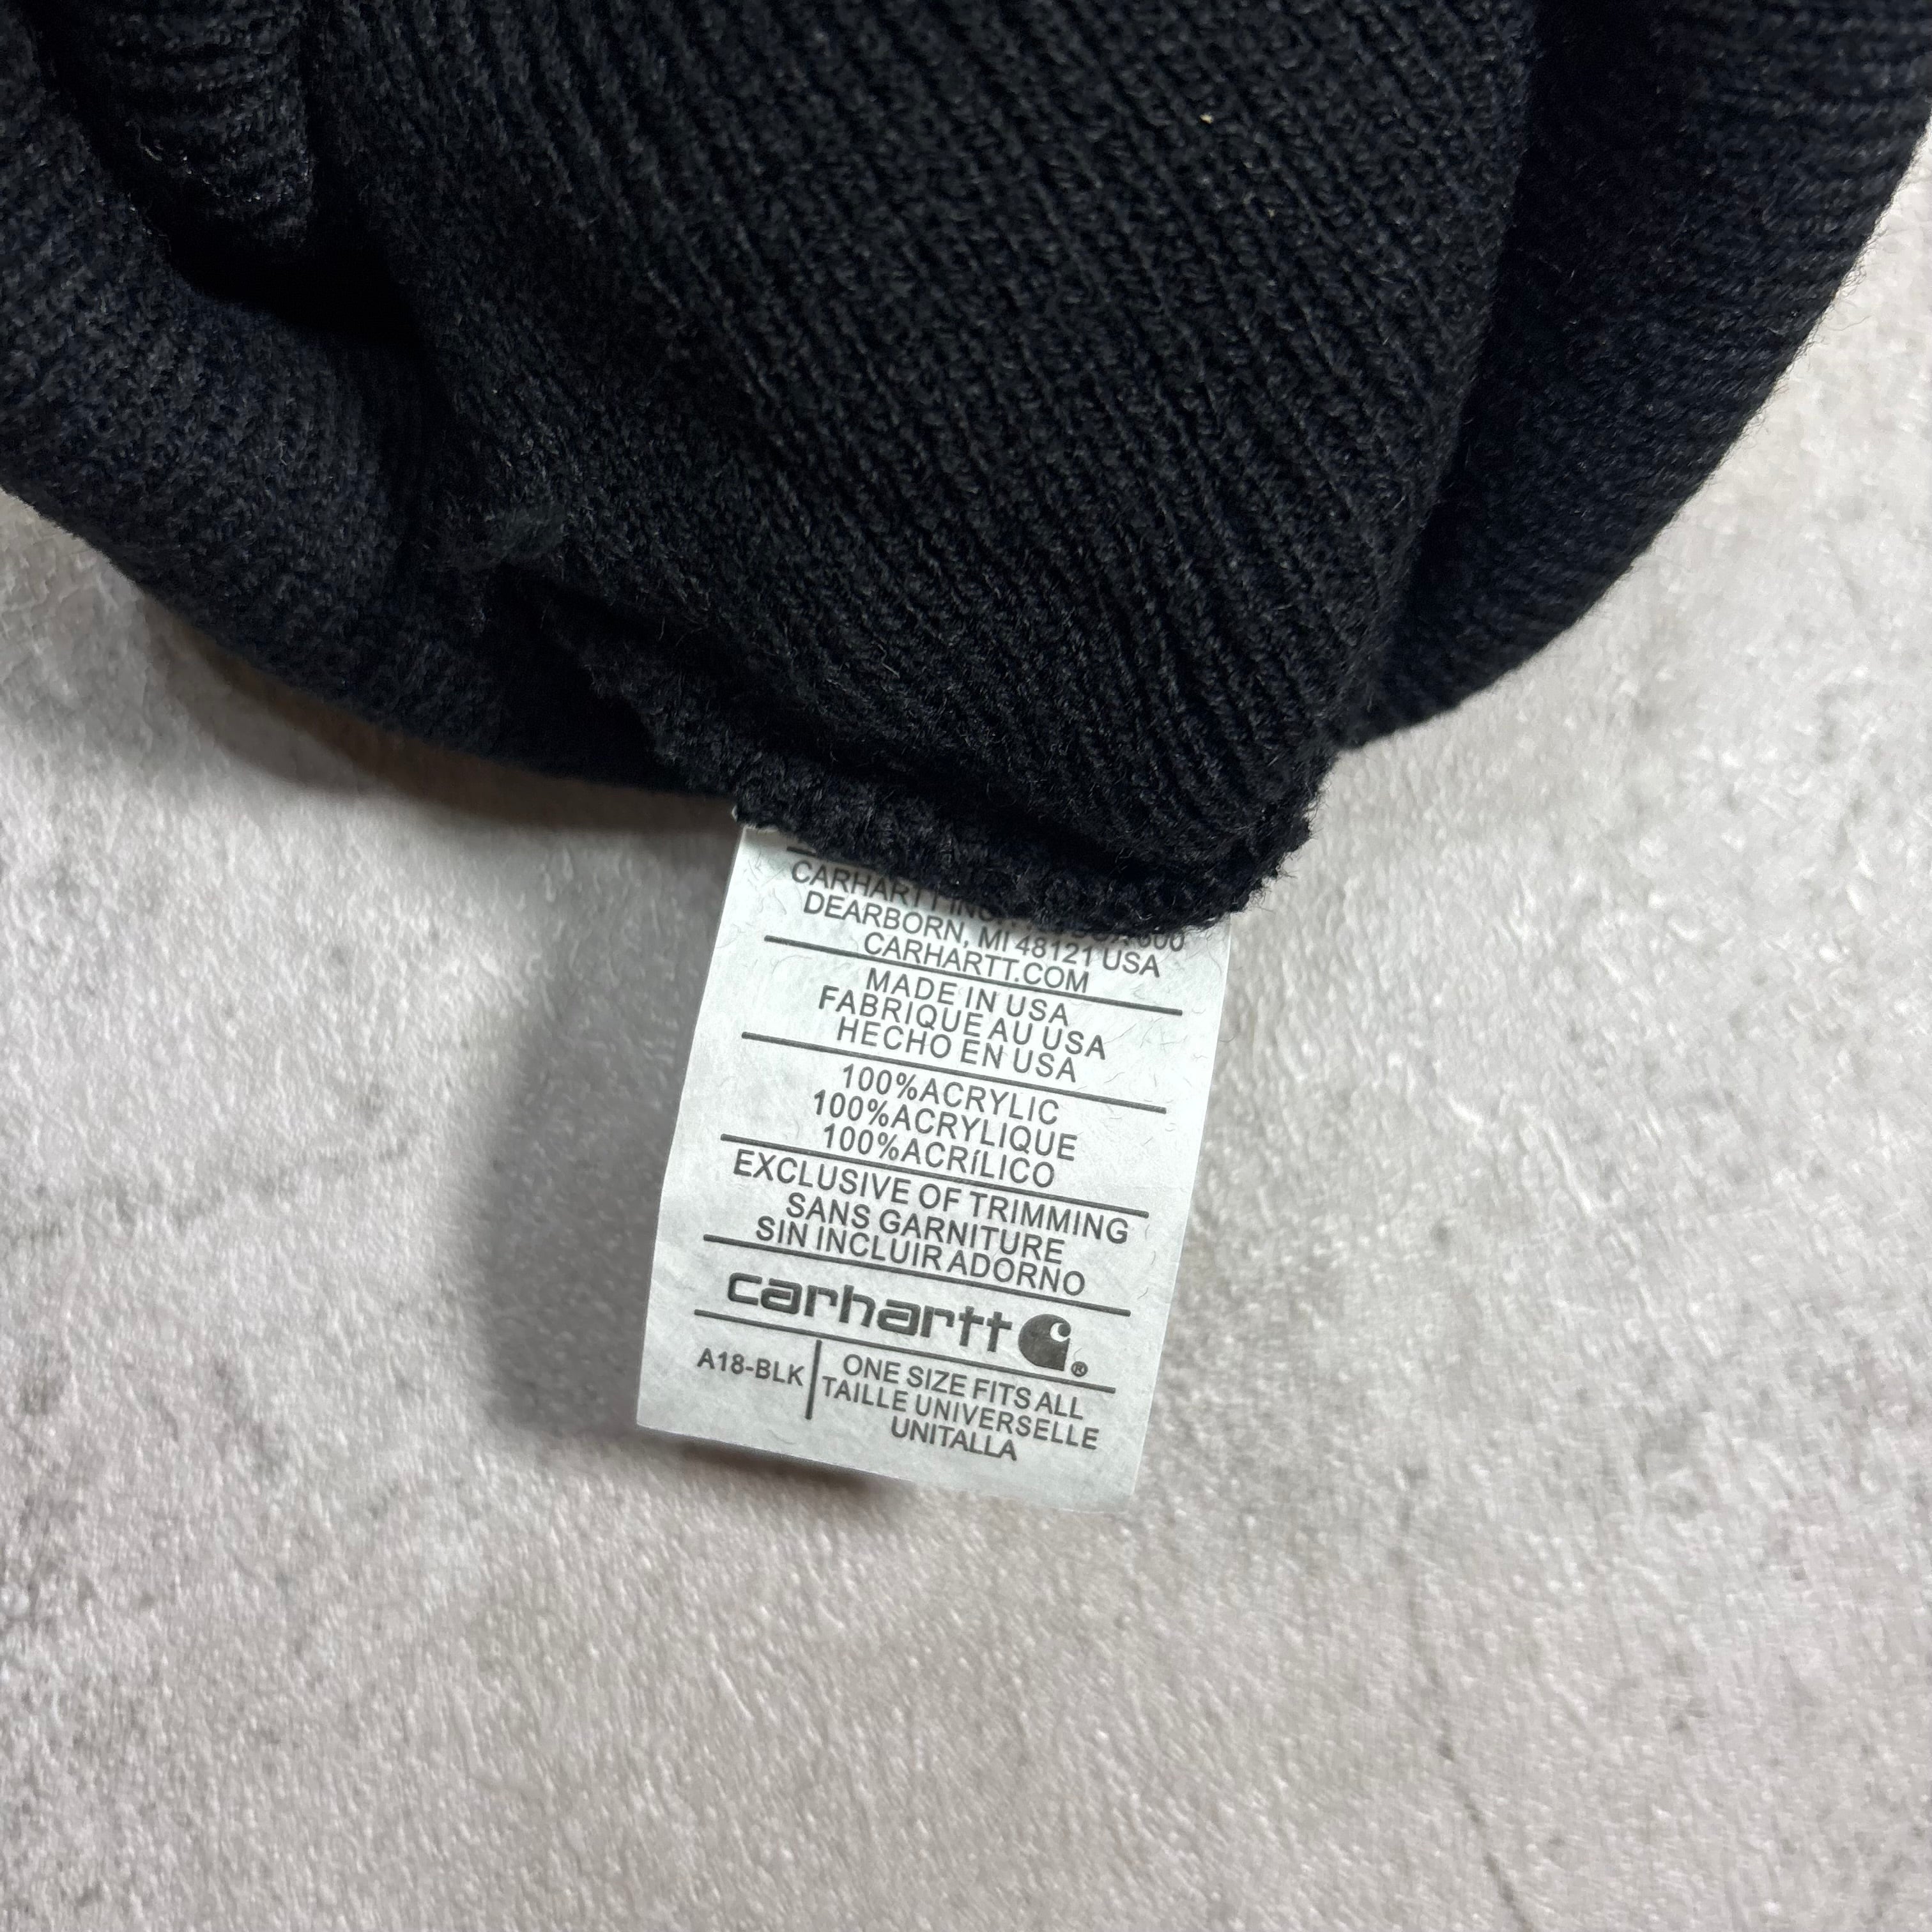 CARHARTT INC. 600
DEARBORN, MI 48121 USA
CARHARTT.COM
MADE IN USA
FABRIQUE AU USA
HECHO EN USA
100%ACRYLIC
100%ACRYLIQUE
100%ACRíLICO
EXCLUSIVE OF TRIMMING
SANS GARNITURE
SIN INCLUIR ADORNO
carhartt ®
A18-BLK
ONE SIZE FITS ALL
TAILLE UNIVERSELLE
UNITALLA